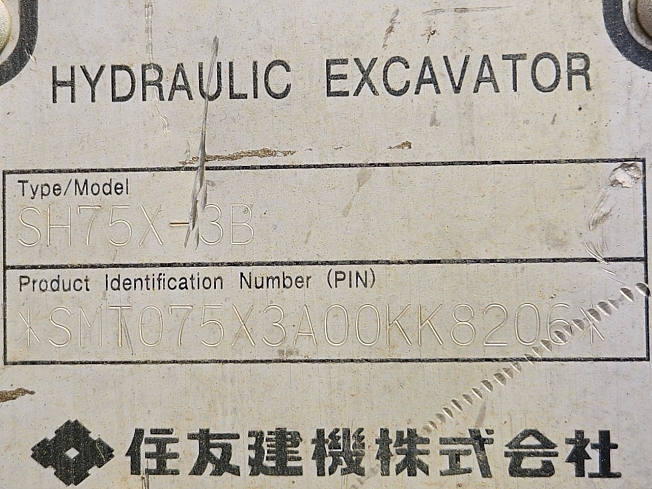 HYDRAULIC EXCAVATOR
Type/Model
SH75X-3B
Product Identification Number (PIN)
*SMT075X3A00KK8206*
住友建機株式会社